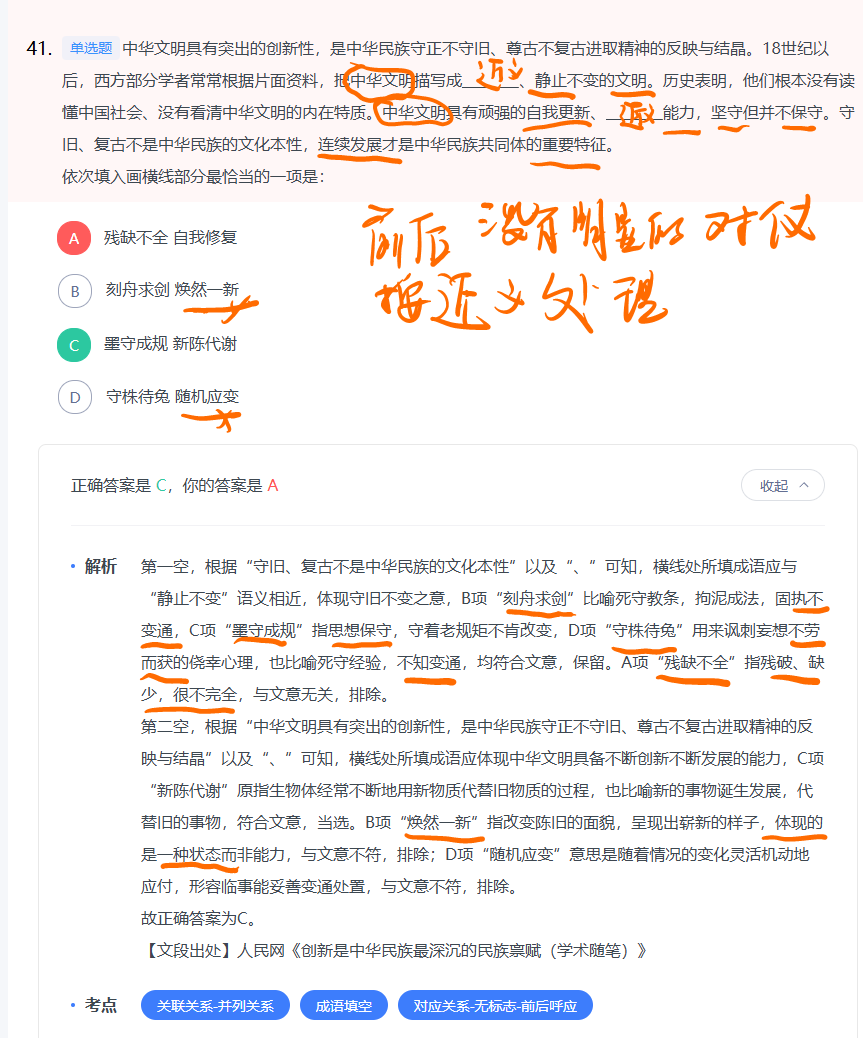 41. 单选题 中华文明具有突出的创新性，是中华民族守正不守旧、尊古不复古进取精神的反映与结晶。18世纪以
后，西方部分学者常常根据片面资料，把中华文明描写成______、静止不变的文明。历史表明，他们根本没有读
近义
懂中国社会、没有看清中华文明的内在特质。中华文明具有顽强的自我更新、______能力，坚守但并不保守。守
近义
旧、复古不是中华民族的文化本性，连续发展才是中华民族共同体的重要特征。
依次填入画横线部分最恰当的一项是：
前后 没有明显的 对仗
按近义处理
A 残缺不全 自我修复
B 刻舟求剑 焕然一新
C 墨守成规 新陈代谢
D 守株待兔 随机应变
正确答案是 C，你的答案是 A
收起
解析 第一空，根据“守旧、复古不是中华民族的文化本性”以及“、”可知，横线处所填成语应与
“静止不变”语义相近，体现守旧不变之意，B项“刻舟求剑”比喻死守教条，拘泥成法，固执不
变通，C项“墨守成规”指思想保守，守着老规矩不肯改变，D项“守株待兔”用来讽刺妄想不劳
而获的侥幸心理，也比喻死守经验，不知变通，均符合文意，保留。A项“残缺不全”指残破、缺
少，很不完全，与文意无关，排除。
第二空，根据“中华文明具有突出的创新性，是中华民族守正不守旧、尊古不复古进取精神的反
映与结晶”以及“、”可知，横线处所填成语应体现中华文明具备不断创新不断发展的能力，C项
“新陈代谢”原指生物体经常不断地用新物质代替旧物质的过程，也比喻新的事物诞生发展，代
替旧的事物，符合文意，当选。B项“焕然一新”指改变陈旧的面貌，呈现出崭新的样子，体现的
是一种状态而非能力，与文意不符，排除；D项“随机应变”意思是随着情况的变化灵活机动地
应付，形容临事能妥善变通处置，与文意不符，排除。
故正确答案为C。
【文段出处】人民网《创新是中华民族最深沉的民族禀赋（学术随笔）》
考点 关联关系-并列关系 成语填空 对应关系-无标志-前后呼应